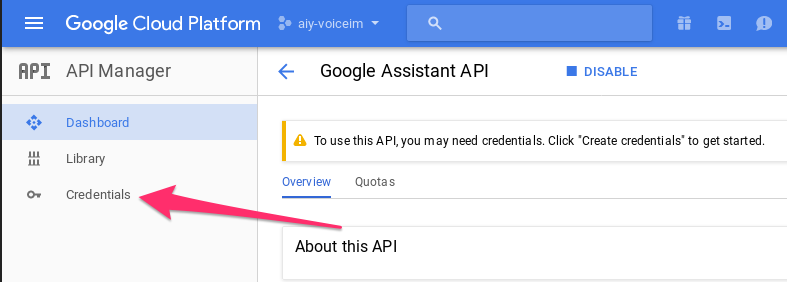 Google Cloud Platform
aiy-voiceim
API
API Manager
Google Assistant API
DISABLE
Dashboard
Library
Credentials
To use this API, you may need credentials. Click "Create credentials" to get started.
Overview
Quotas
About this API